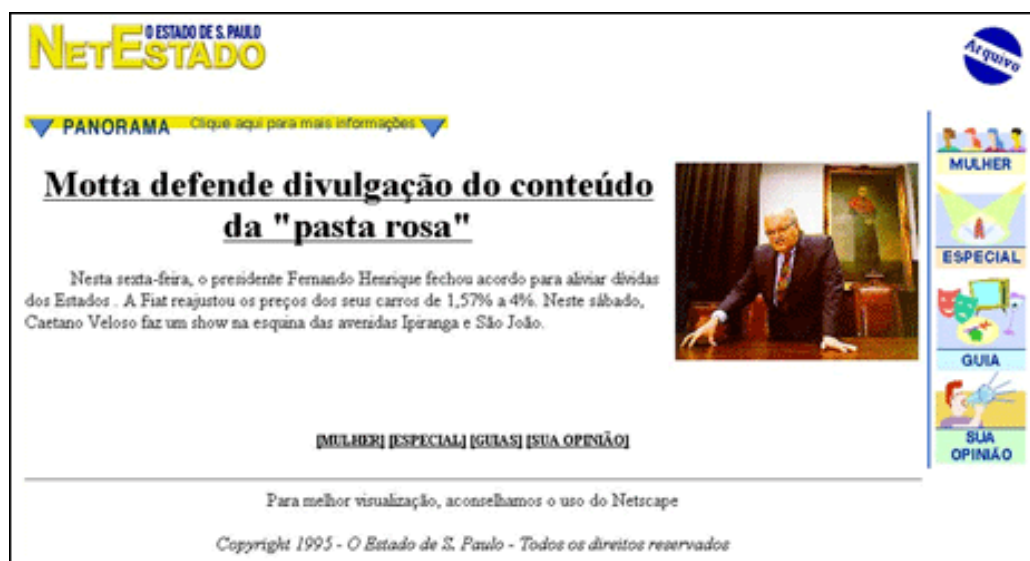 O ESTADO DE S. PAULO
NETESTADO
Arquivo
PANORAMA Clique aqui para mais informações
Motta defende divulgação do conteúdo
da "pasta rosa"
Nesta sexta-feira, o presidente Fernando Henrique fechou acordo para aliviar dívidas
dos Estados . A Fiat reajustou os preços dos seus carros de 1,57% a 4%. Neste sábado,
Caetano Veloso faz um show na esquina das avenidas Ipiranga e São João.
MULHER
ESPECIAL
GUIA
SUA
OPINIÃO
[MULHER] [ESPECIAL] [GUIAS] [SUA OPINIÃO]
Para melhor visualização, aconselhamos o uso do Netscape
Copyright 1995 - O Estado de S. Paulo - Todos os direitos reservados